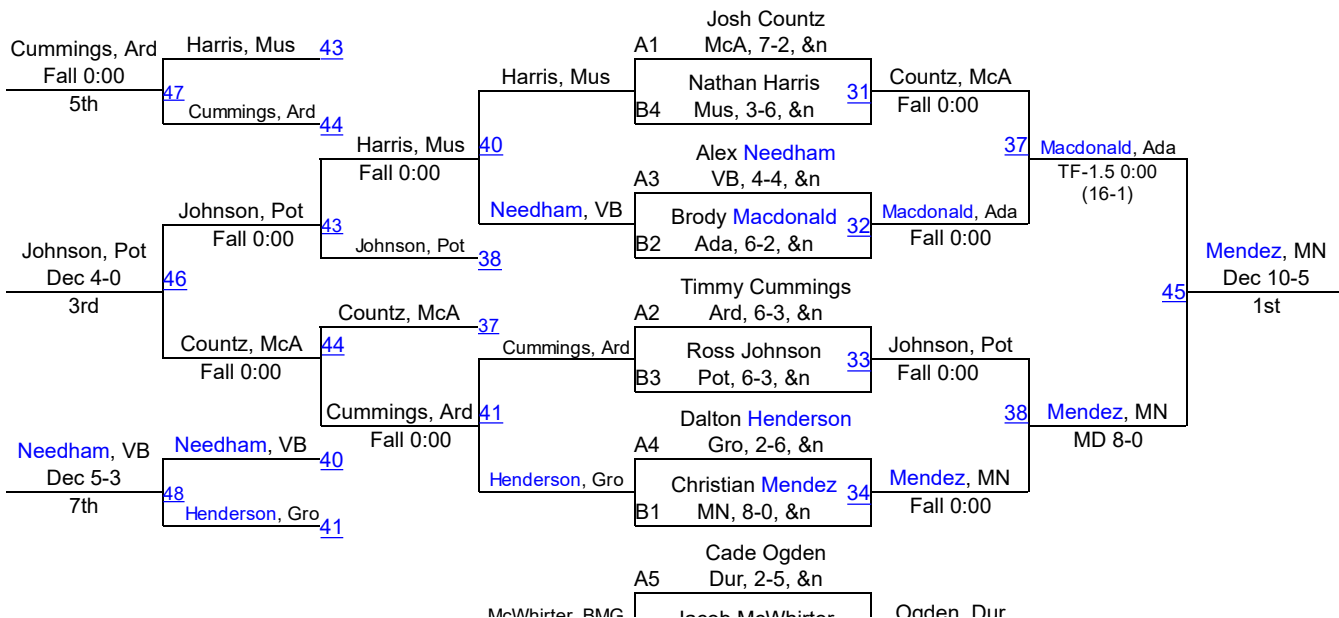 Josh Countz
A1 McA, 7-2, &n
Cummings, Ard Harris, Mus 43
Fall 0:00
5th
47
Cummings, Ard 44
Harris, Mus
Nathan Harris
B4 Mus, 3-6, &n
31 Countz, McA
Fall 0:00
Harris, Mus 40
Fall 0:00
Alex Needham
A3 VB, 4-4, &n
37 Macdonald, Ada
TF-1.5 0:00
(16-1)
Johnson, Pot 43
Fall 0:00
Needham, VB
Brody Macdonald
B2 Ada, 6-2, &n
32 Macdonald, Ada
Fall 0:00
Johnson, Pot 38
Johnson, Pot
Dec 4-0
3rd
46
Mendez, MN
Dec 10-5
1st
45
Timmy Cummings
A2 Ard, 6-3, &n
Countz, McA 37
Countz, McA 44
Fall 0:00
Cummings, Ard
Ross Johnson
B3 Pot, 6-3, &n
33 Johnson, Pot
Fall 0:00
Cummings, Ard 41
Fall 0:00
Dalton Henderson
A4 Gro, 2-6, &n
38 Mendez, MN
MD 8-0
Needham, VB
Dec 5-3
7th
Needham, VB 40
48
Henderson, Gro 41
Henderson, Gro
Christian Mendez
B1 MN, 8-0, &n
34 Mendez, MN
Fall 0:00
Cade Ogden
A5 Dur, 2-5, &n
McWhirter, BMG Jacob McWhirter Ogden, Dur